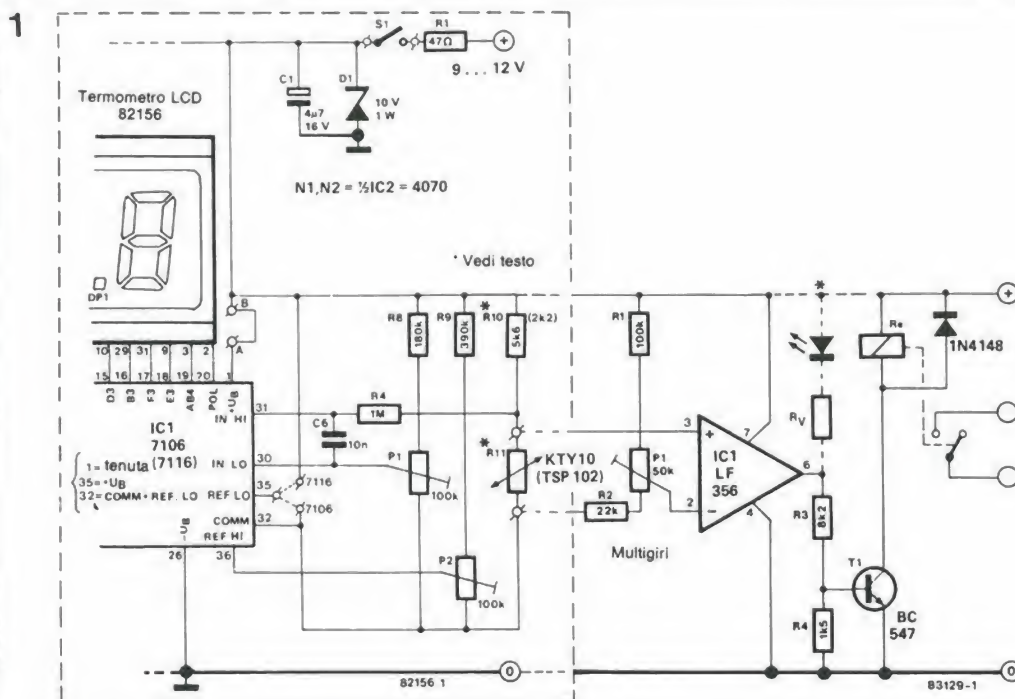 1
S1
R1
47Ω
+
9 ... 12 V
Termometro LCD
82156
C1
4µ7
16 V
D1
10 V
1 W
N1,N2 = ½IC2 = 4070
* Vedi testo
DP1
B
A
10 29 31 9 3 2 1
15 16 17 18 19 20
D3 B3 F3 E3 AB4 POL +UB
R8
180k
R9
390k
*
R10
5k6
(2k2)
R1
100k
*
Re
1N4148
+
IC1
7106
(7116)
31
IN HI
R4
1M
C6
10n
30
IN LO
P1
100k
*
R11
KTY10
(TSP 102)
P1
50k
3
+
7
IC1
LF
356
6
2
−
4
RV
1 = tenuta
35 = +UB
32 = COMM + REF. LO
35
REF LO
7116
7106
32
COMM
REF HI
-UB
26
36
R2
22k
Multigiri
R3
8k2
P2
100k
T1
BC
547
R4
1k5
82156 1
0
83129-1
0